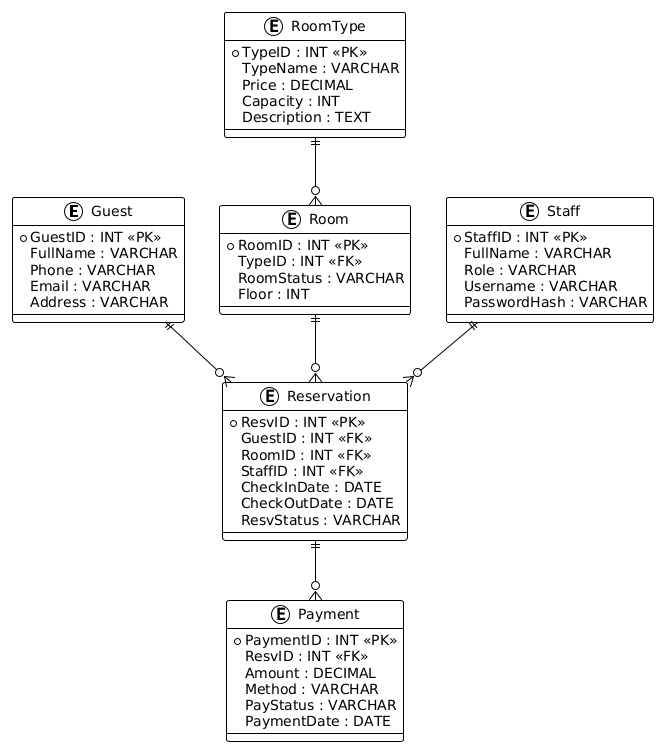 E RoomType
TypeID : INT «PK»
TypeName : VARCHAR
Price : DECIMAL
Capacity : INT
Description : TEXT
E Guest
GuestID : INT «PK»
FullName : VARCHAR
Phone : VARCHAR
Email : VARCHAR
Address : VARCHAR
E Room
RoomID : INT «PK»
TypeID : INT «FK»
RoomStatus : VARCHAR
Floor : INT
E Staff
StaffID : INT «PK»
FullName : VARCHAR
Role : VARCHAR
Username : VARCHAR
PasswordHash : VARCHAR
E Reservation
ResvID : INT «PK»
GuestID : INT «FK»
RoomID : INT «FK»
StaffID : INT «FK»
CheckInDate : DATE
CheckOutDate : DATE
ResvStatus : VARCHAR
E Payment
PaymentID : INT «PK»
ResvID : INT «FK»
Amount : DECIMAL
Method : VARCHAR
PayStatus : VARCHAR
PaymentDate : DATE